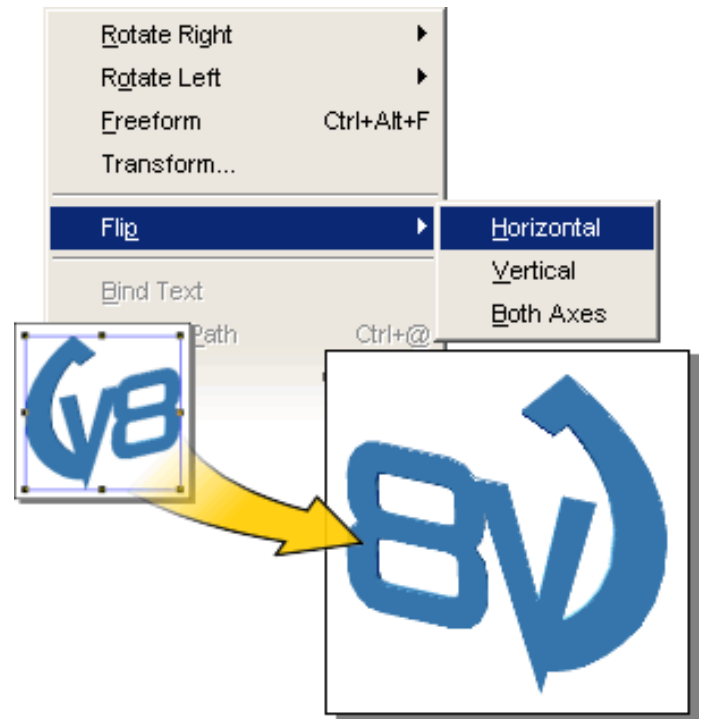 Rotate Right
Rotate Left
Freeform Ctrl+Alt+F
Transform...
Flip
Horizontal
Vertical
Both Axes
Bind Text
Path Ctrl+@
V8
8V